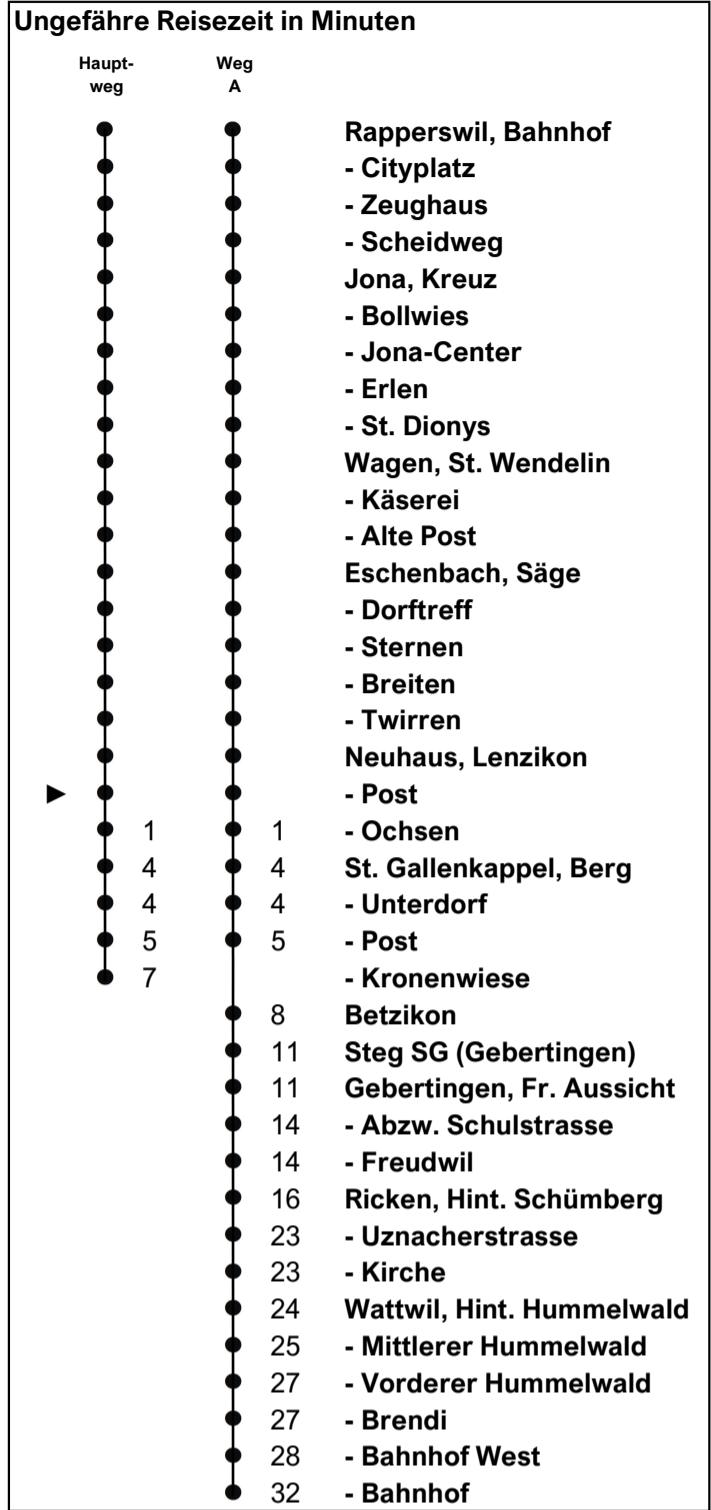 Ungefähre Reisezeit in Minuten
Haupt- Weg
weg A
Rapperswil, Bahnhof
- Cityplatz
- Zeughaus
- Scheidweg
Jona, Kreuz
- Bollwies
- Jona-Center
- Erlen
- St. Dionys
Wagen, St. Wendelin
- Käserei
- Alte Post
Eschenbach, Säge
- Dorftreff
- Sternen
- Breiten
- Twirren
Neuhaus, Lenzikon
- Post
1 1 - Ochsen
4 4 St. Gallenkappel, Berg
4 4 - Unterdorf
5 5 - Post
7 - Kronenwiese
8 Betzikon
11 Steg SG (Gebertingen)
11 Gebertingen, Fr. Aussicht
14 - Abzw. Schulstrasse
14 - Freudwil
16 Ricken, Hint. Schümberg
23 - Uznacherstrasse
23 - Kirche
24 Wattwil, Hint. Hummelwald
25 - Mittlerer Hummelwald
27 - Vorderer Hummelwald
27 - Brendi
28 - Bahnhof West
32 - Bahnhof